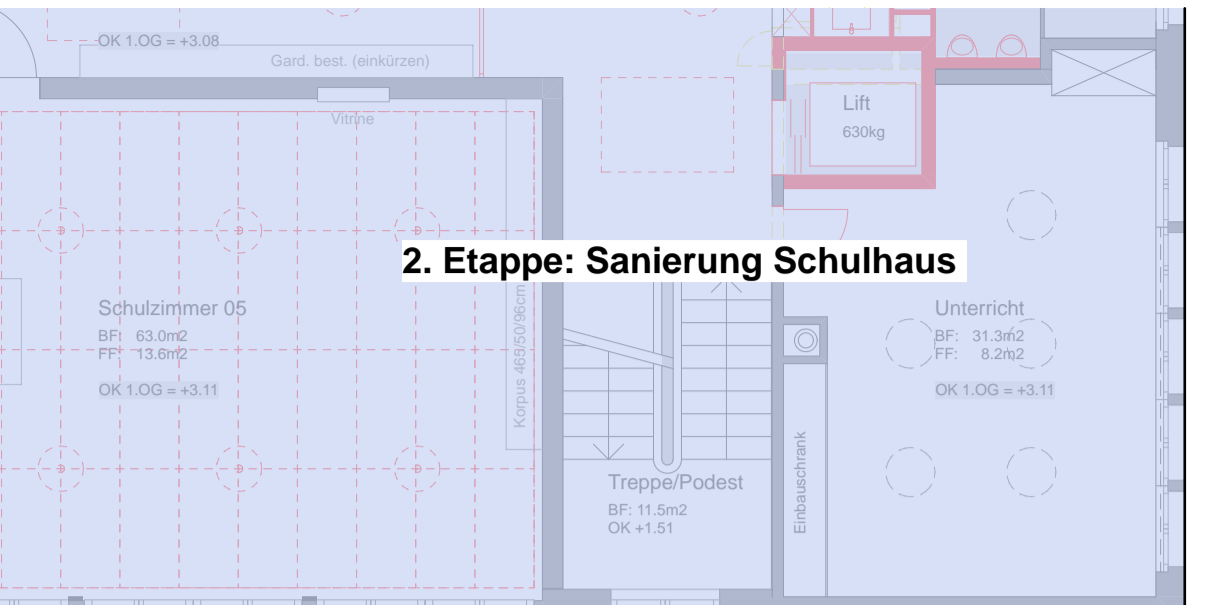 OK 1.OG = +3.08
Gard. best. (einkürzen)
Vitrine
Lift
630kg
2. Etappe: Sanierung Schulhaus
Schulzimmer 05
BF: 63.0m2
FF: 13.6m2
OK 1.OG = +3.11
Korpus 465/50/96cm
Unterricht
BF: 31.3m2
FF: 8.2m2
OK 1.OG = +3.11
Einbauschrank
Treppe/Podest
BF: 11.5m2
OK +1.51